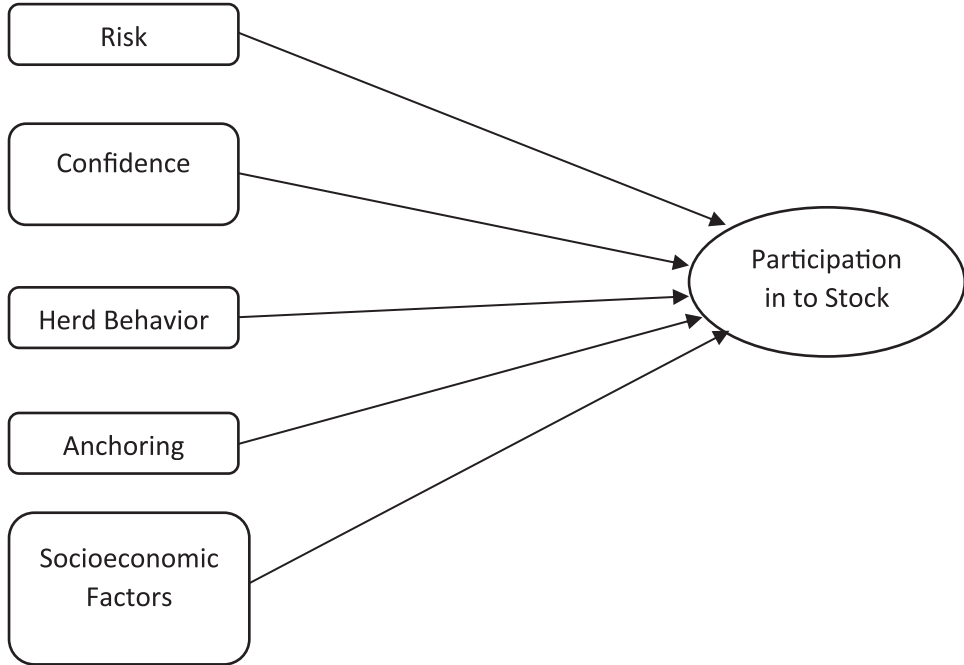 Risk
Confidence
Herd Behavior
Anchoring
Socioeconomic
Factors
Participation
in to Stock